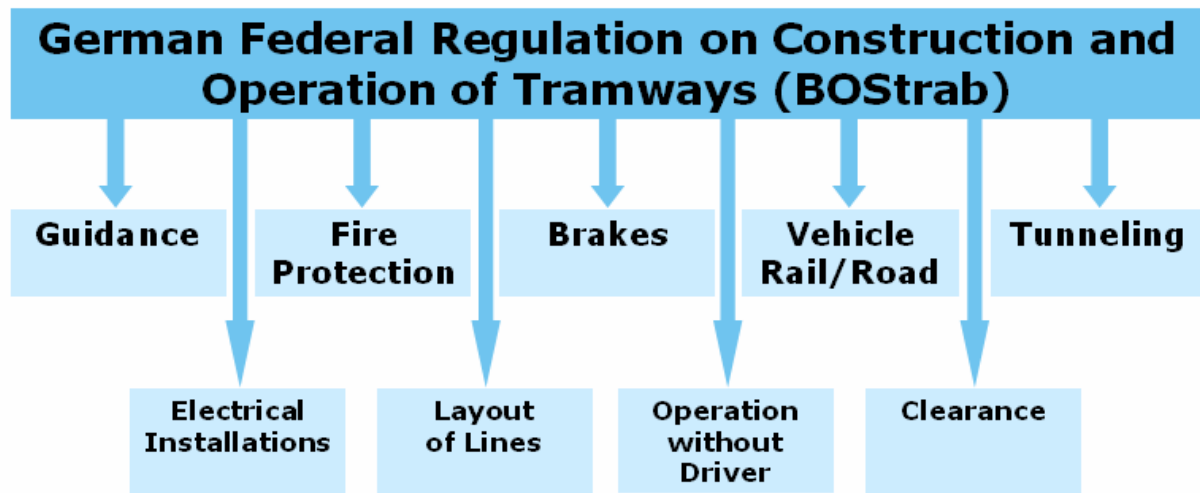 German Federal Regulation on Construction and
Operation of Tramways (BOStrab)
Guidance
Fire
Protection
Brakes
Vehicle
Rail/Road
Tunneling
Electrical
Installations
Layout
of Lines
Operation
without
Driver
Clearance